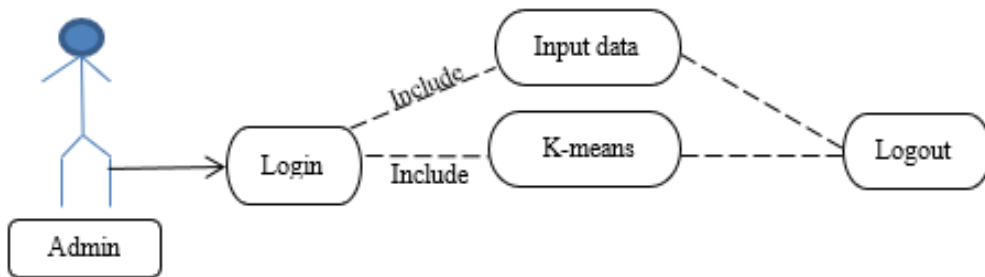 Input data
Include
K-means
Login
Include
Logout
Admin